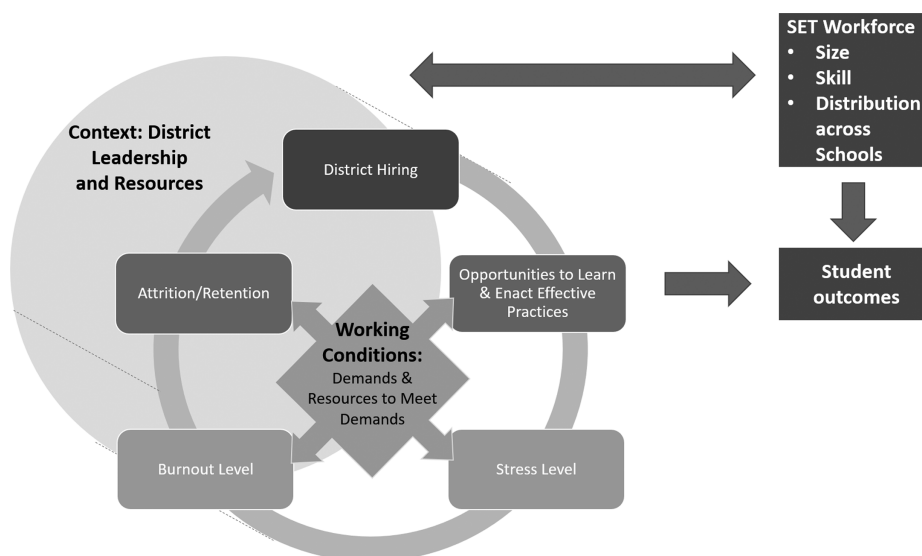 SET Workforce
• Size
• Skill
• Distribution
across
Schools
Context: District
Leadership
and Resources
District Hiring
Attrition/Retention
Opportunities to Learn
& Enact Effective
Practices
Student
outcomes
Working
Conditions:
Demands &
Resources to Meet
Demands
Burnout Level
Stress Level